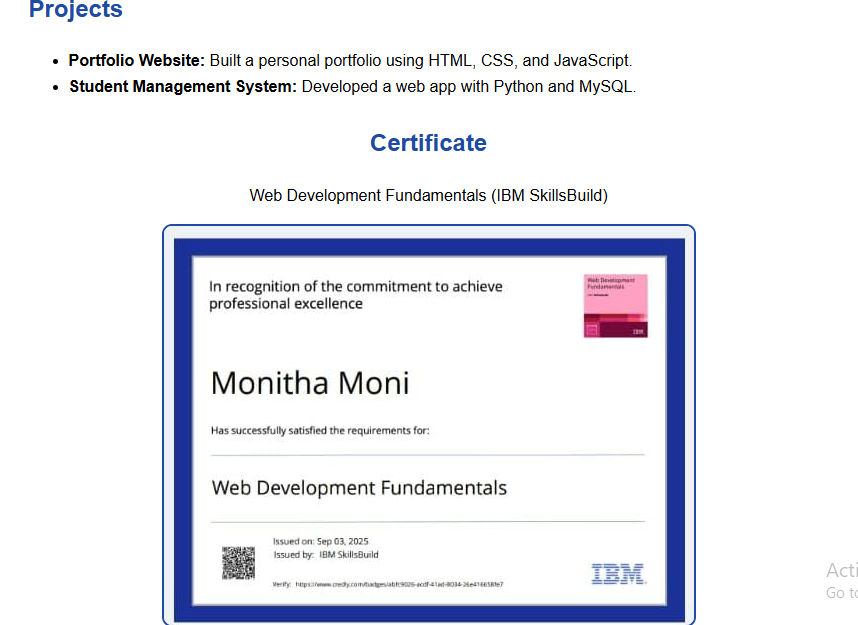 Projects
Portfolio Website: Built a personal portfolio using HTML, CSS, and JavaScript.
Student Management System: Developed a web app with Python and MySQL.
Certificate
Web Development Fundamentals (IBM SkillsBuild)
In recognition of the commitment to achieve
professional excellence
Web Development
Fundamentals
IBM
Monitha Moni
Has successfully satisfied the requirements for:
Web Development Fundamentals
Issued on: Sep 03, 2025
Issued by: IBM SkillsBuild
Verify:
IBM
Acti
Go to